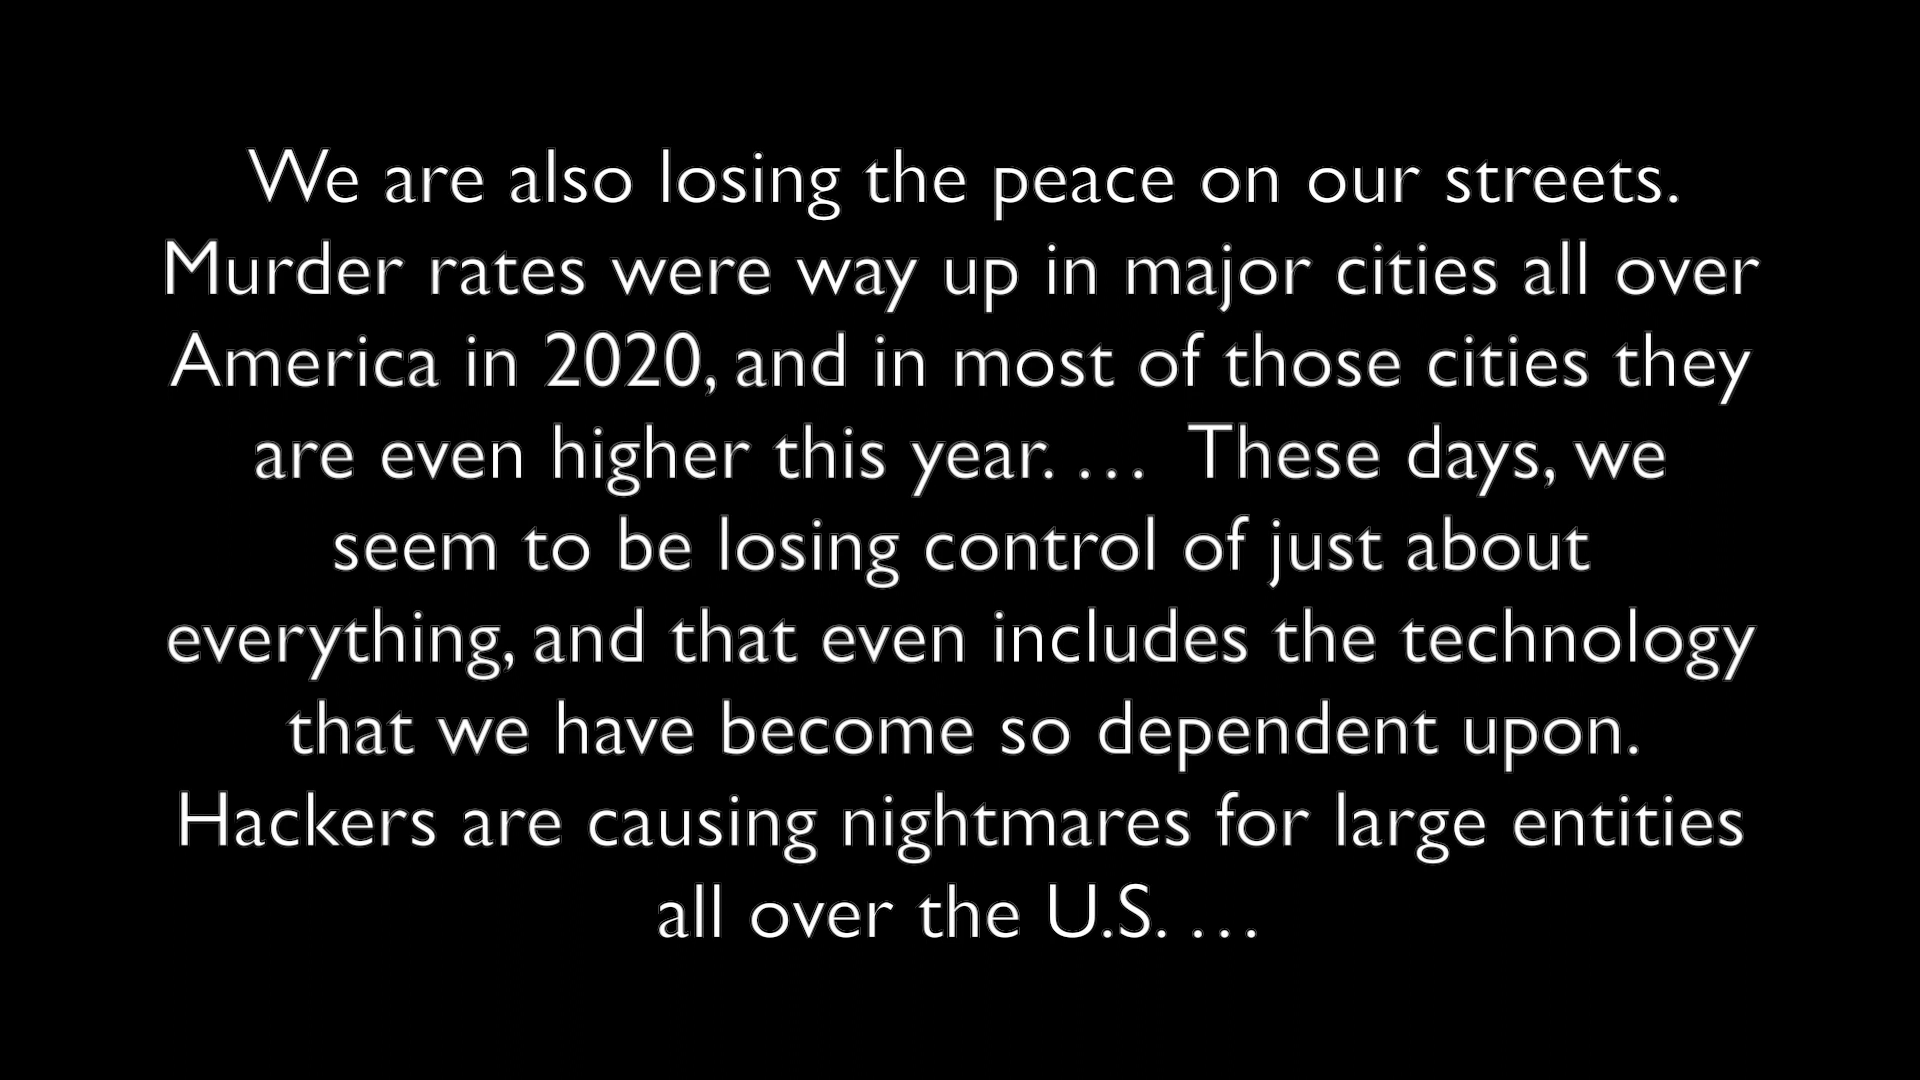 We are also losing the peace on our streets.
Murder rates were way up in major cities all over
America in 2020, and in most of those cities they
are even higher this year. …  These days, we
seem to be losing control of just about
everything, and that even includes the technology
that we have become so dependent upon.
Hackers are causing nightmares for large entities
all over the U.S. …